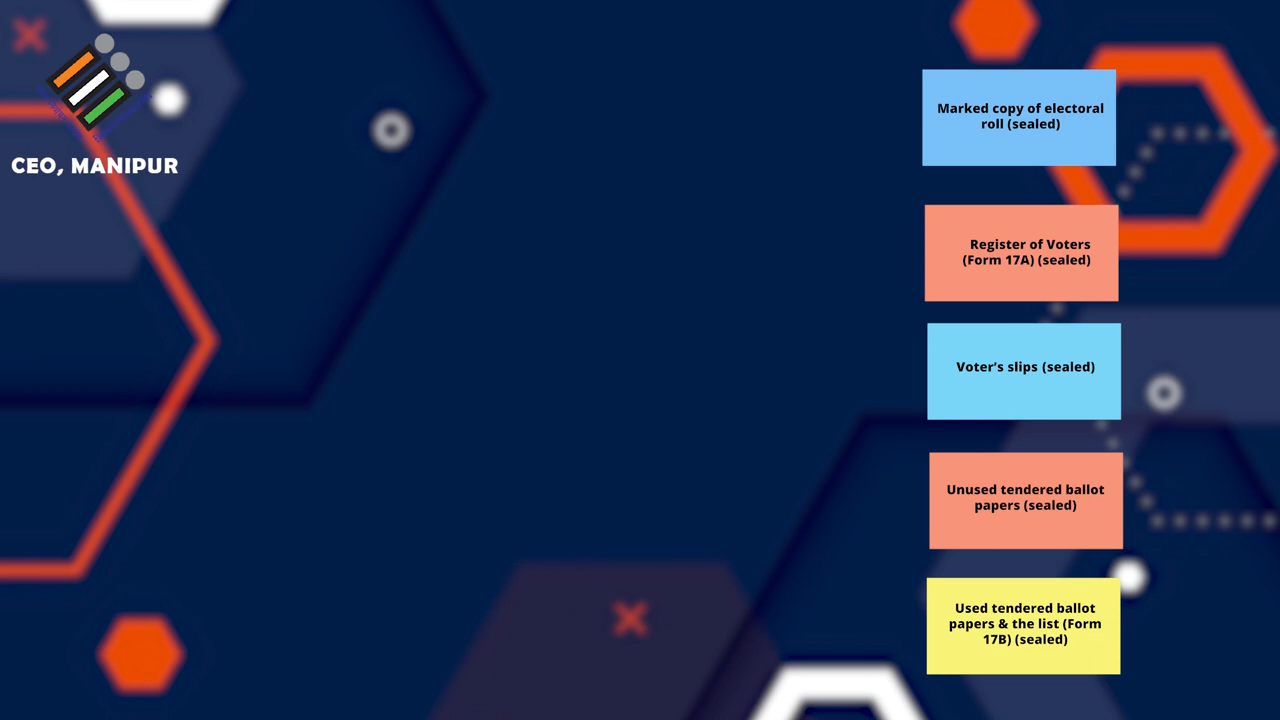 CEO, MANIPUR
Marked copy of electoral
roll (sealed)
Register of Voters
(Form 17A) (sealed)
Voter’s slips (sealed)
Unused tendered ballot
papers (sealed)
Used tendered ballot
papers & the list (Form
17B) (sealed)